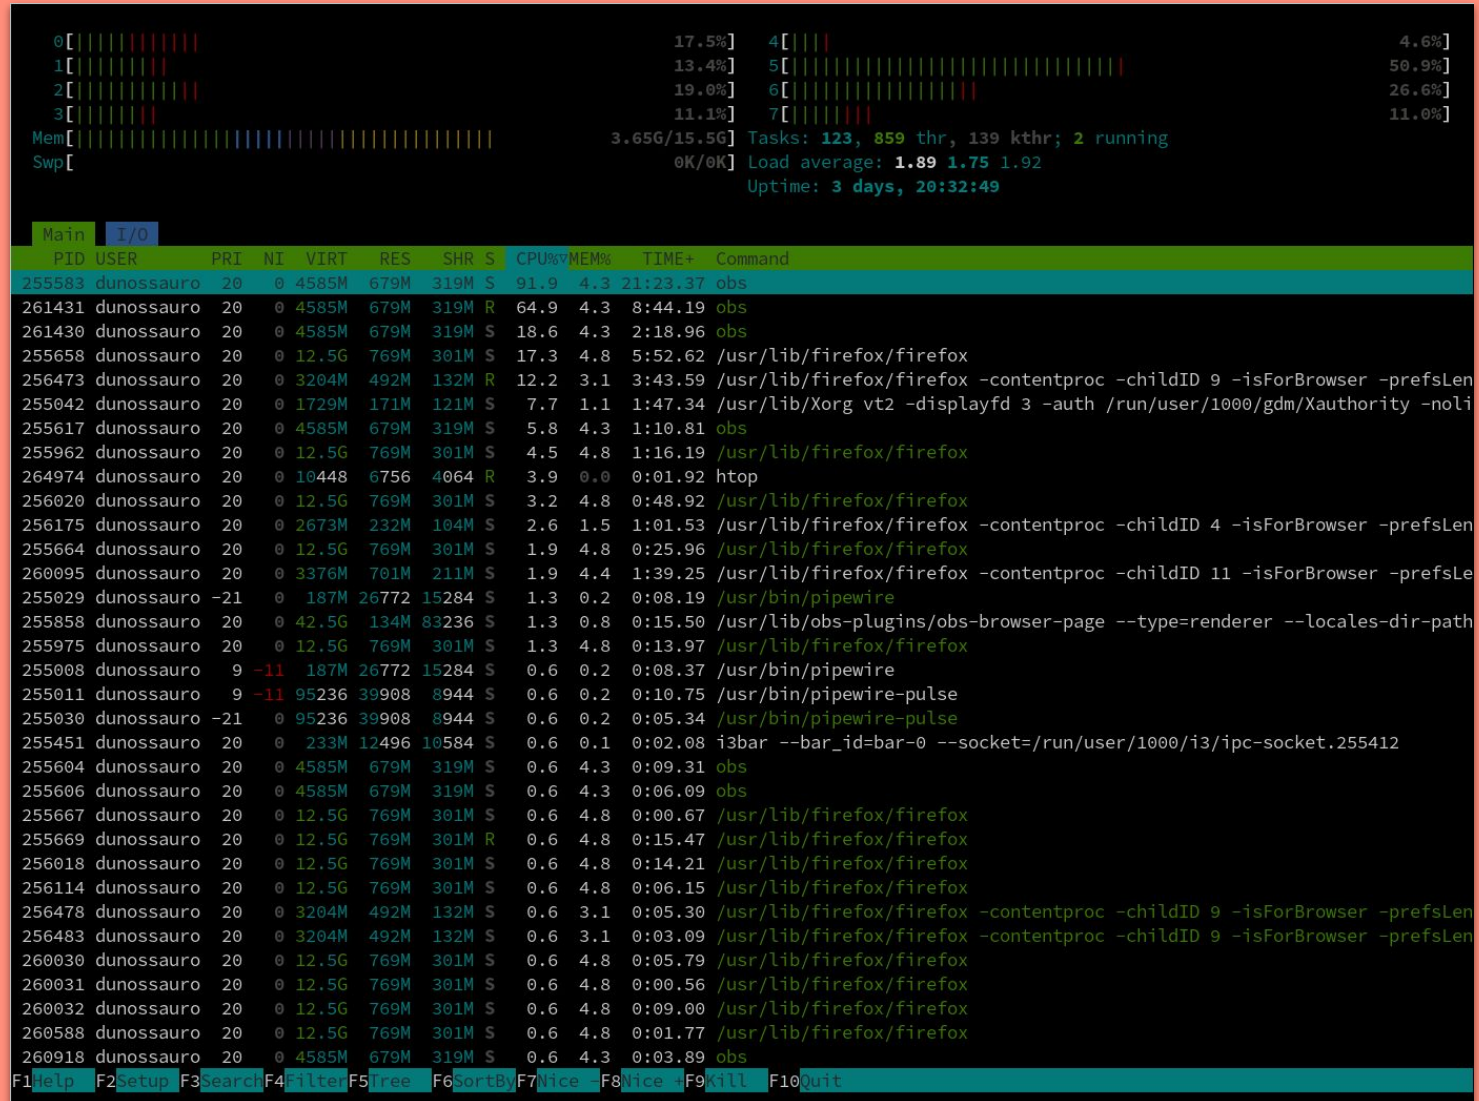 0[||||||||||||                                             17.5%]   4[||||                                                      4.6%]
1[|||||||||                                                13.4%]   5[||||||||||||||||||||||||||||||||                         50.9%]
2[||||||||||||                                             19.0%]   6[||||||||||||||||||                                       26.6%]
3[||||||||                                                 11.1%]   7[||||||||                                                 11.0%]
Mem[||||||||||||||||||||||||||||||||||||||||         3.65G/15.5G] Tasks: 123, 859 thr, 139 kthr; 2 running
Swp[                                                       0K/0K] Load average: 1.89 1.75 1.92
Uptime: 3 days, 20:32:49
Main I/O
PID USER PRI NI VIRT RES SHR S CPU%▽MEM% TIME+ Command
255583 dunossauro 20 0 4585M 679M 319M S 91.9 4.3 21:23.37 obs
261431 dunossauro 20 0 4585M 679M 319M R 64.9 4.3 8:44.19 obs
261430 dunossauro 20 0 4585M 679M 319M S 18.6 4.3 2:18.96 obs
255658 dunossauro 20 0 12.5G 769M 301M S 17.3 4.8 5:52.62 /usr/lib/firefox/firefox
256473 dunossauro 20 0 3204M 492M 132M R 12.2 3.1 3:43.59 /usr/lib/firefox/firefox -contentproc -childID 9 -isForBrowser -prefsLen
255042 dunossauro 20 0 1729M 171M 121M S 7.7 1.1 1:47.34 /usr/lib/Xorg vt2 -displayfd 3 -auth /run/user/1000/gdm/Xauthority -noli
255617 dunossauro 20 0 4585M 679M 319M S 5.8 4.3 1:10.81 obs
255962 dunossauro 20 0 12.5G 769M 301M S 4.5 4.8 1:16.19 /usr/lib/firefox/firefox
264974 dunossauro 20 0 10448 6756 4064 R 3.9 0.0 0:01.92 htop
256020 dunossauro 20 0 12.5G 769M 301M S 3.2 4.8 0:48.92 /usr/lib/firefox/firefox
256175 dunossauro 20 0 2673M 232M 104M S 2.6 1.5 1:01.53 /usr/lib/firefox/firefox -contentproc -childID 4 -isForBrowser -prefsLen
255664 dunossauro 20 0 12.5G 769M 301M S 1.9 4.8 0:25.96 /usr/lib/firefox/firefox
260095 dunossauro 20 0 3376M 701M 211M S 1.9 4.4 1:39.25 /usr/lib/firefox/firefox -contentproc -childID 11 -isForBrowser -prefsLe
255029 dunossauro -21 0 187M 26772 15284 S 1.3 0.2 0:08.19 /usr/bin/pipewire
255858 dunossauro 20 0 42.5G 134M 83236 S 1.3 0.8 0:15.50 /usr/lib/obs-plugins/obs-browser-page --type=renderer --locales-dir-path
255975 dunossauro 20 0 12.5G 769M 301M S 1.3 4.8 0:13.97 /usr/lib/firefox/firefox
255008 dunossauro 9 -11 187M 26772 15284 S 0.6 0.2 0:08.37 /usr/bin/pipewire
255011 dunossauro 9 -11 95236 39908 8944 S 0.6 0.2 0:10.75 /usr/bin/pipewire-pulse
255030 dunossauro -21 0 95236 39908 8944 S 0.6 0.2 0:05.34 /usr/bin/pipewire-pulse
255451 dunossauro 20 0 233M 12496 10584 S 0.6 0.1 0:02.08 i3bar --bar_id=bar-0 --socket=/run/user/1000/i3/ipc-socket.255412
255604 dunossauro 20 0 4585M 679M 319M S 0.6 4.3 0:09.31 obs
255606 dunossauro 20 0 4585M 679M 319M S 0.6 4.3 0:06.09 obs
255667 dunossauro 20 0 12.5G 769M 301M S 0.6 4.8 0:00.67 /usr/lib/firefox/firefox
255669 dunossauro 20 0 12.5G 769M 301M R 0.6 4.8 0:15.47 /usr/lib/firefox/firefox
256018 dunossauro 20 0 12.5G 769M 301M S 0.6 4.8 0:14.21 /usr/lib/firefox/firefox
256114 dunossauro 20 0 12.5G 769M 301M S 0.6 4.8 0:06.15 /usr/lib/firefox/firefox
256478 dunossauro 20 0 3204M 492M 132M S 0.6 3.1 0:05.30 /usr/lib/firefox/firefox -contentproc -childID 9 -isForBrowser -prefsLen
256483 dunossauro 20 0 3204M 492M 132M S 0.6 3.1 0:03.09 /usr/lib/firefox/firefox -contentproc -childID 9 -isForBrowser -prefsLen
260030 dunossauro 20 0 12.5G 769M 301M S 0.6 4.8 0:05.79 /usr/lib/firefox/firefox
260031 dunossauro 20 0 12.5G 769M 301M S 0.6 4.8 0:00.56 /usr/lib/firefox/firefox
260032 dunossauro 20 0 12.5G 769M 301M S 0.6 4.8 0:09.00 /usr/lib/firefox/firefox
260588 dunossauro 20 0 12.5G 769M 301M S 0.6 4.8 0:01.77 /usr/lib/firefox/firefox
260918 dunossauro 20 0 4585M 679M 319M S 0.6 4.3 0:03.89 obs
F1Help F2Setup F3SearchF4FilterF5Tree F6SortByF7Nice -F8Nice +F9Kill F10Quit